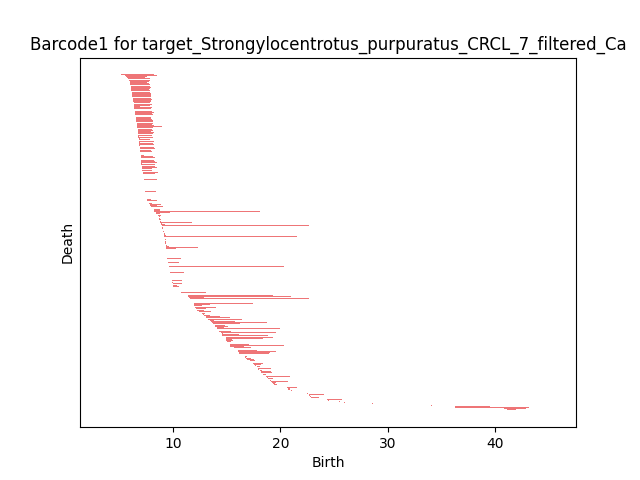 Barcode1 for target_Strongylocentrotus_purpuratus_CRCL_7_filtered_Ca
Death
10 20 30 40
Birth